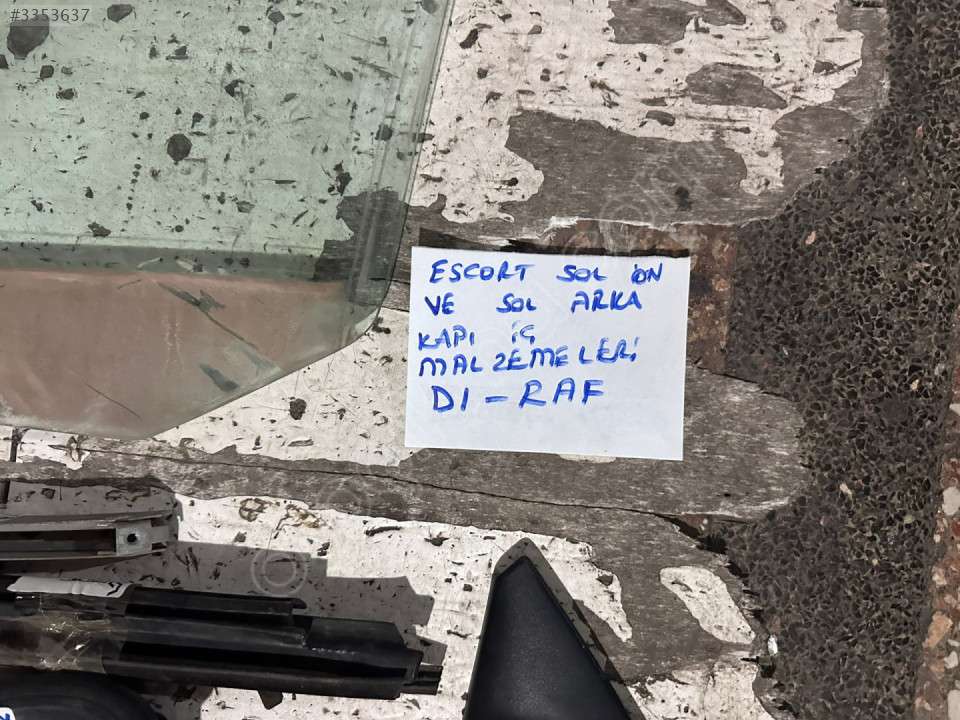 #3353637
ESCORT SOL ÖN
VE SOL ARKA
KAPI İÇ
MALZEMELERİ
D1 - RAF